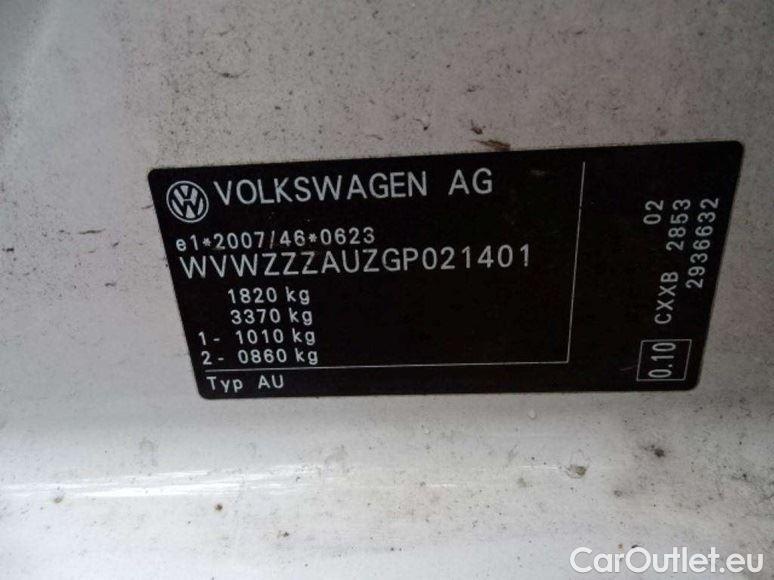 VOLKSWAGEN AG
e1*2007/46*0623
WVWZZZAUZGP021401
1820 kg
3370 kg
1- 1010 kg
2- 0860 kg
Typ AU
02
CXXB 2853
2936632
0.10
CarOutlet.eu